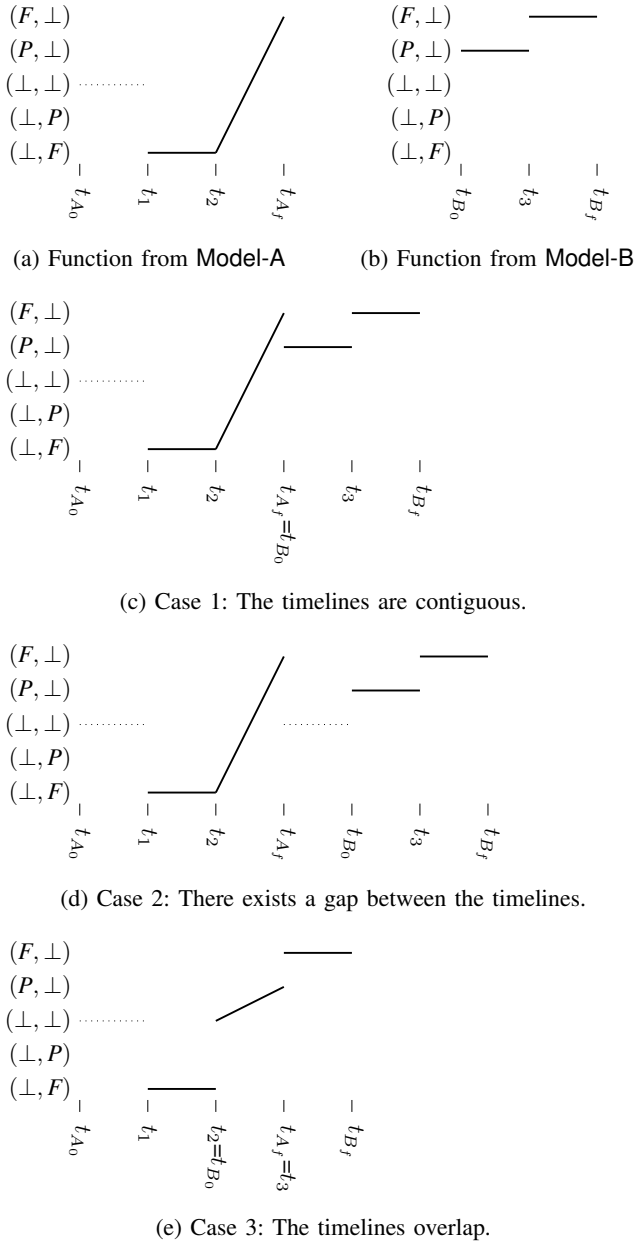 (F, ⊥)
(P, ⊥)
(⊥, ⊥)
(⊥, P)
(⊥, F)
t_{A_0} t_1 t_2 t_{A_f}
(a) Function from Model-A
(F, ⊥)
(P, ⊥)
(⊥, ⊥)
(⊥, P)
(⊥, F)
t_{B_0} t_3 t_{B_f}
(b) Function from Model-B
(F, ⊥)
(P, ⊥)
(⊥, ⊥)
(⊥, P)
(⊥, F)
t_{A_0} t_1 t_2 t_{A_f}=t_{B_0} t_3 t_{B_f}
(c) Case 1: The timelines are contiguous.
(F, ⊥)
(P, ⊥)
(⊥, ⊥)
(⊥, P)
(⊥, F)
t_{A_0} t_1 t_2 t_{A_f} t_{B_0} t_3 t_{B_f}
(d) Case 2: There exists a gap between the timelines.
(F, ⊥)
(P, ⊥)
(⊥, ⊥)
(⊥, P)
(⊥, F)
t_{A_0} t_1 t_2=t_{B_0} t_{A_f}=t_3 t_{B_f}
(e) Case 3: The timelines overlap.